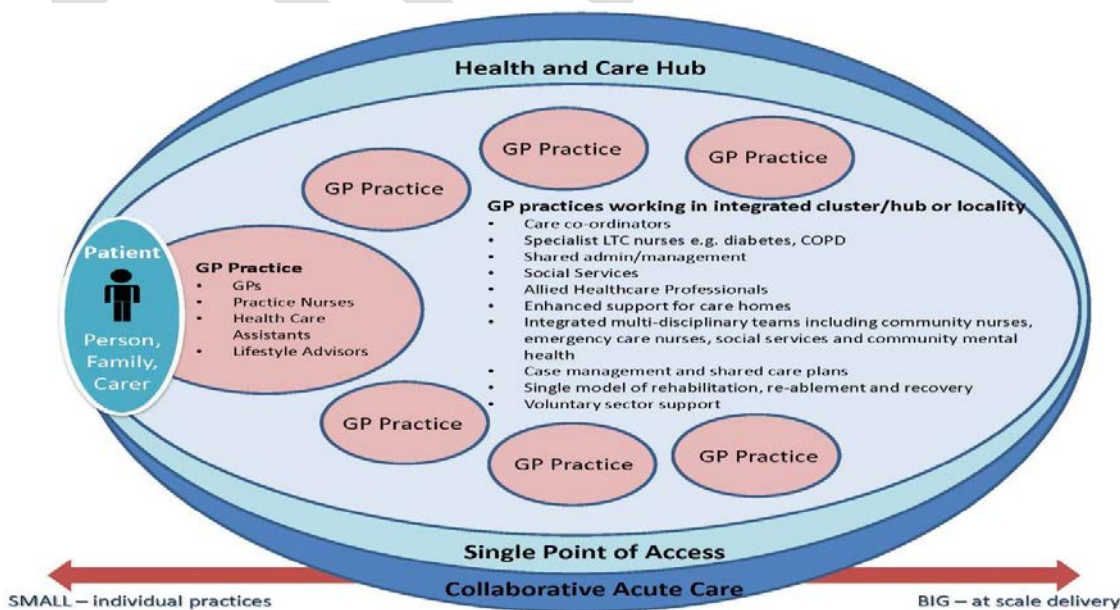 Health and Care Hub
GP Practice
GP Practice
GP Practice
GP practices working in integrated cluster/hub or locality
• Care co-ordinators
• Specialist LTC nurses e.g. diabetes, COPD
• Shared admin/management
• Social Services
• Allied Healthcare Professionals
• Enhanced support for care homes
• Integrated multi-disciplinary teams including community nurses,
emergency care nurses, social services and community mental
health
• Case management and shared care plans
• Single model of rehabilitation, re-ablement and recovery
• Voluntary sector support
Patient
Person,
Family,
Carer
GP Practice
• GPs
• Practice Nurses
• Health Care
Assistants
• Lifestyle Advisors
GP Practice
GP Practice
GP Practice
Single Point of Access
Collaborative Acute Care
SMALL – individual practices
BIG – at scale delivery